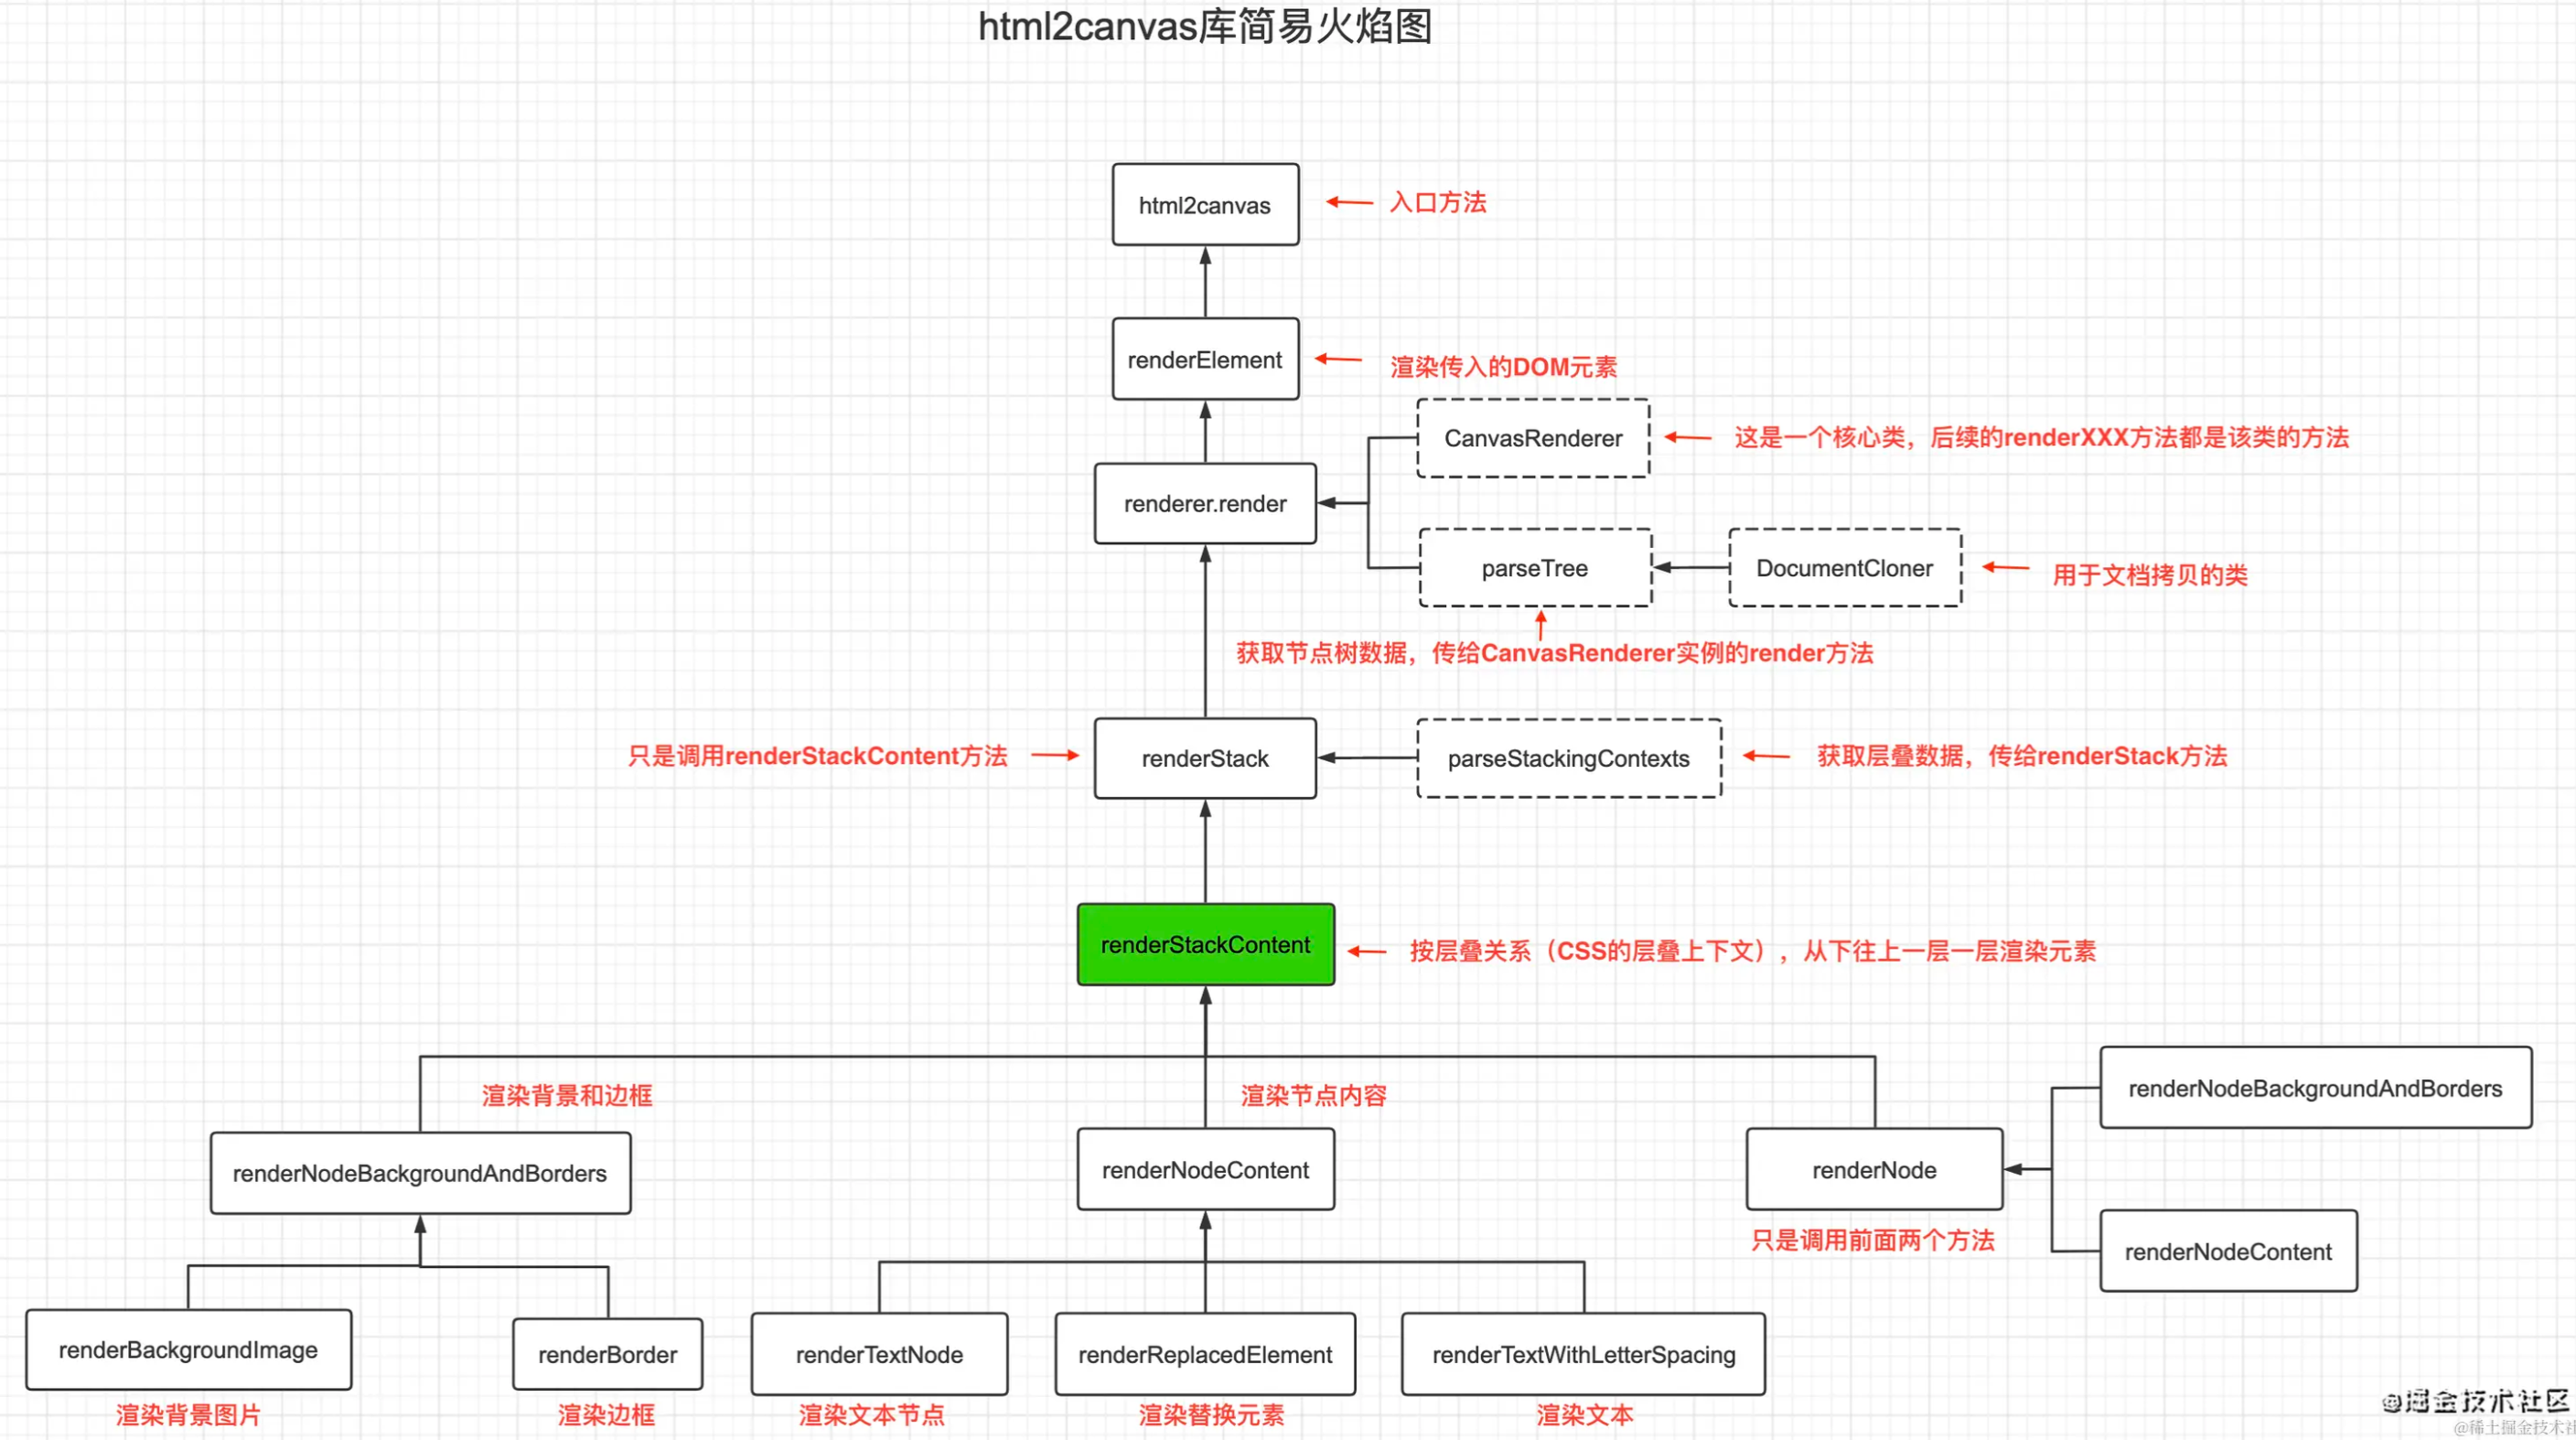 html2canvas库简易火焰图
html2canvas
入口方法
renderElement
渲染传入的DOM元素
CanvasRenderer
这是一个核心类，后续的renderXXX方法都是该类的方法
renderer.render
parseTree
DocumentCloner
用于文档拷贝的类
获取节点树数据，传给CanvasRenderer实例的render方法
只是调用renderStackContent方法
renderStack
parseStackingContexts
获取层叠数据，传给renderStack方法
renderStackContent
按层叠关系（CSS的层叠上下文），从下往上一层一层渲染元素
渲染背景和边框
渲染节点内容
renderNodeBackgroundAndBorders
renderNodeBackgroundAndBorders
renderNodeContent
renderNode
只是调用前面两个方法
renderNodeContent
renderBackgroundImage
renderBorder
renderTextNode
renderReplacedElement
renderTextWithLetterSpacing
渲染背景图片
渲染边框
渲染文本节点
渲染替换元素
渲染文本
@掘金技术社区
@稀土掘金技术社